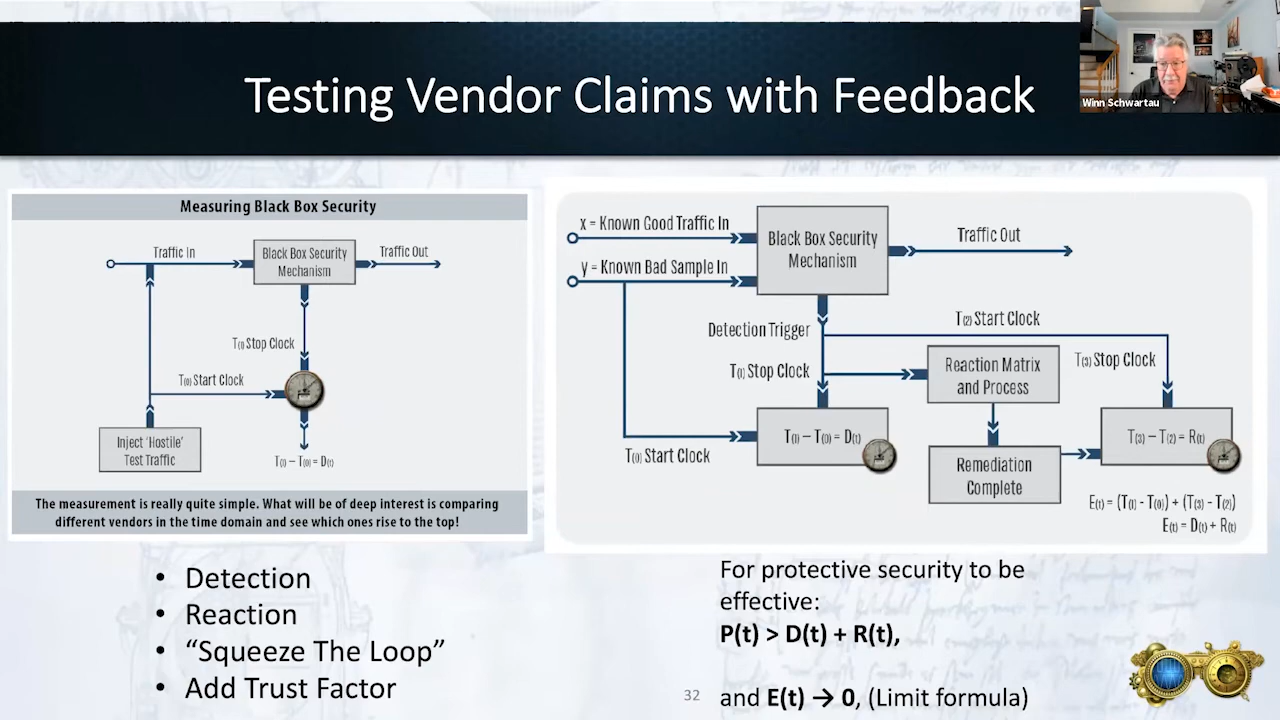 Testing Vendor Claims with Feedback
Winn Schwartau
Measuring Black Box Security
Traffic In
Black Box Security
Mechanism
Traffic Out
T(1) Stop Clock
T(0) Start Clock
Inject ‘Hostile’
Test Traffic
T(1) – T(0) = D(t)
The measurement is really quite simple. What will be of deep interest is comparing
different vendors in the time domain and see which ones rise to the top!
x = Known Good Traffic In
y = Known Bad Sample In
Black Box Security
Mechanism
Traffic Out
Detection Trigger
T(2) Start Clock
T(1) Stop Clock
Reaction Matrix
and Process
T(3) Stop Clock
T(1) – T(0) = D(t)
T(0) Start Clock
Remediation
Complete
T(3) – T(2) = R(t)
E(t) = (T(1) - T(0)) + (T(3) - T(2))
E(t) = D(t) + R(t)
• Detection
• Reaction
• “Squeeze The Loop”
• Add Trust Factor
For protective security to be
effective:
P(t) > D(t) + R(t),
and E(t) → 0, (Limit formula)
32